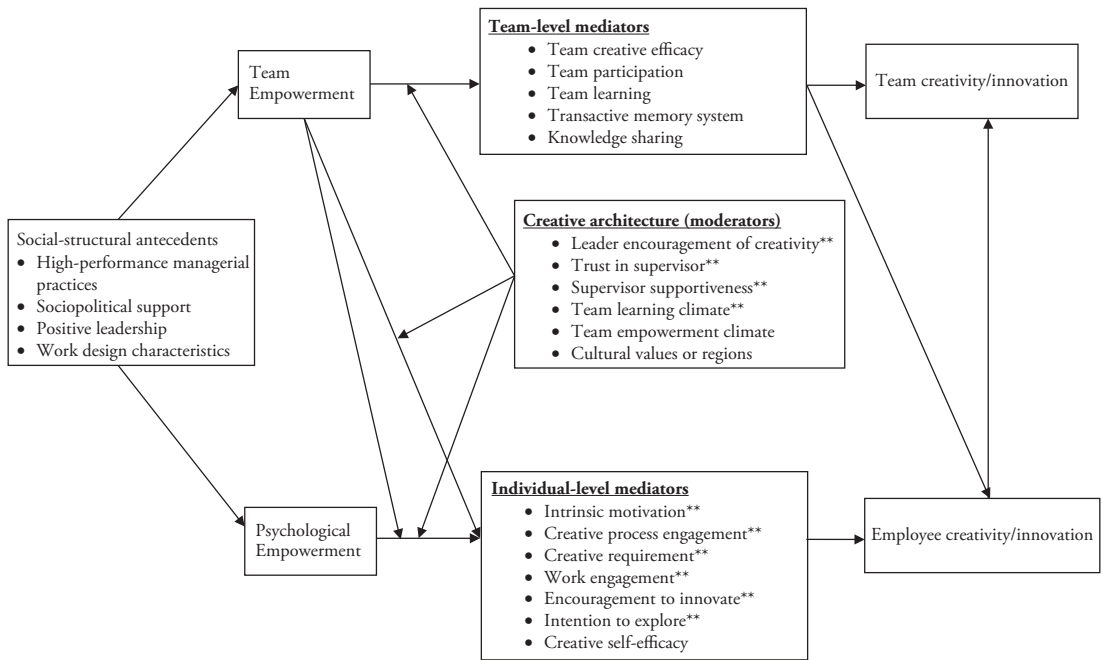 Team-level mediators
• Team creative efficacy
• Team participation
• Team learning
• Transactive memory system
• Knowledge sharing
Team
Empowerment
Team creativity/innovation
Social-structural antecedents
• High-performance managerial
practices
• Sociopolitical support
• Positive leadership
• Work design characteristics
Creative architecture (moderators)
• Leader encouragement of creativity**
• Trust in supervisor**
• Supervisor supportiveness**
• Team learning climate**
• Team empowerment climate
• Cultural values or regions
Psychological
Empowerment
Individual-level mediators
• Intrinsic motivation**
• Creative process engagement**
• Creative requirement**
• Work engagement**
• Encouragement to innovate**
• Intention to explore**
• Creative self-efficacy
Employee creativity/innovation